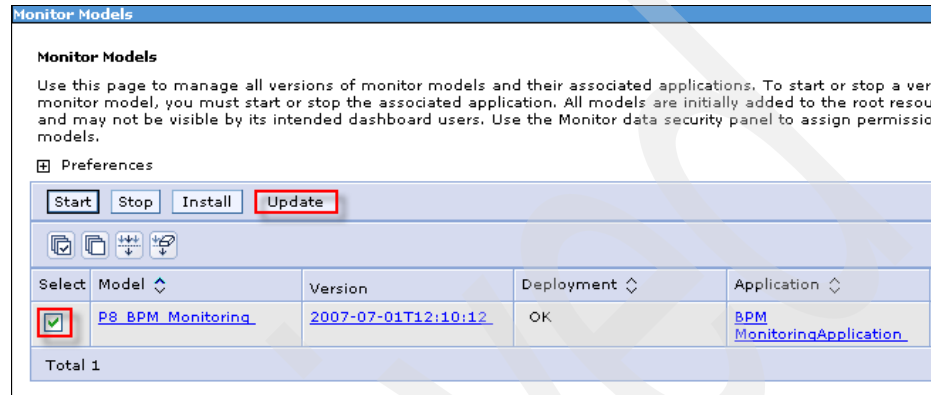 Monitor Models
Monitor Models
Use this page to manage all versions of monitor models and their associated applications. To start or stop a ver
monitor model, you must start or stop the associated application. All models are initially added to the root resou
and may not be visible by its intended dashboard users. Use the Monitor data security panel to assign permissio
models.
Preferences
Start Stop Install Update
Select Model Version Deployment Application
P8 BPM Monitoring 2007-07-01T12:10:12 OK BPM
MonitoringApplication
Total 1